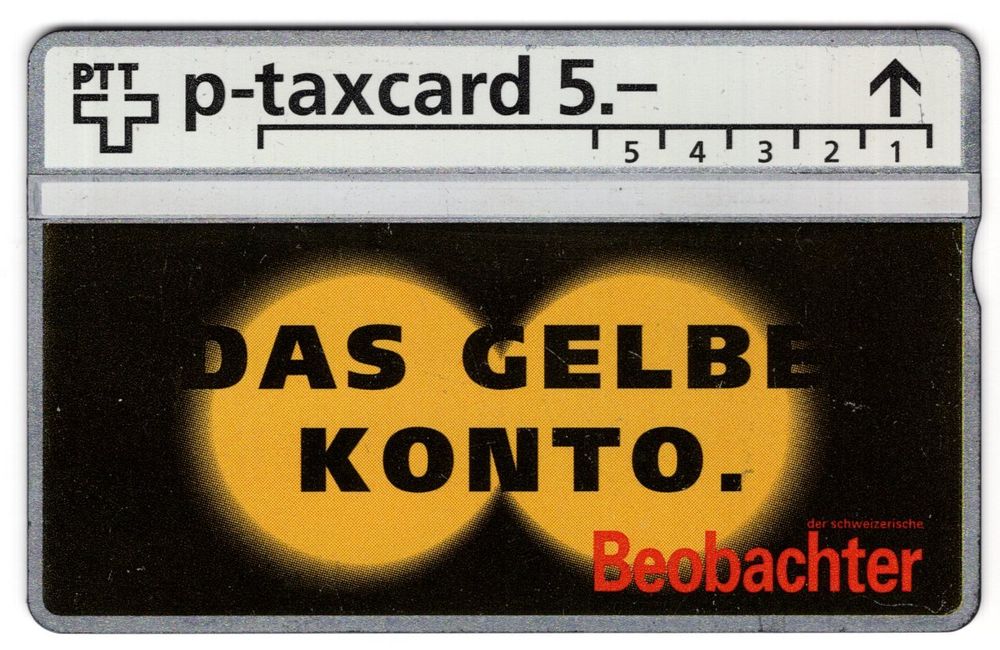 PTT
p-taxcard 5.–
5 4 3 2 1
DAS GELBE
KONTO.
der schweizerische
Beobachter